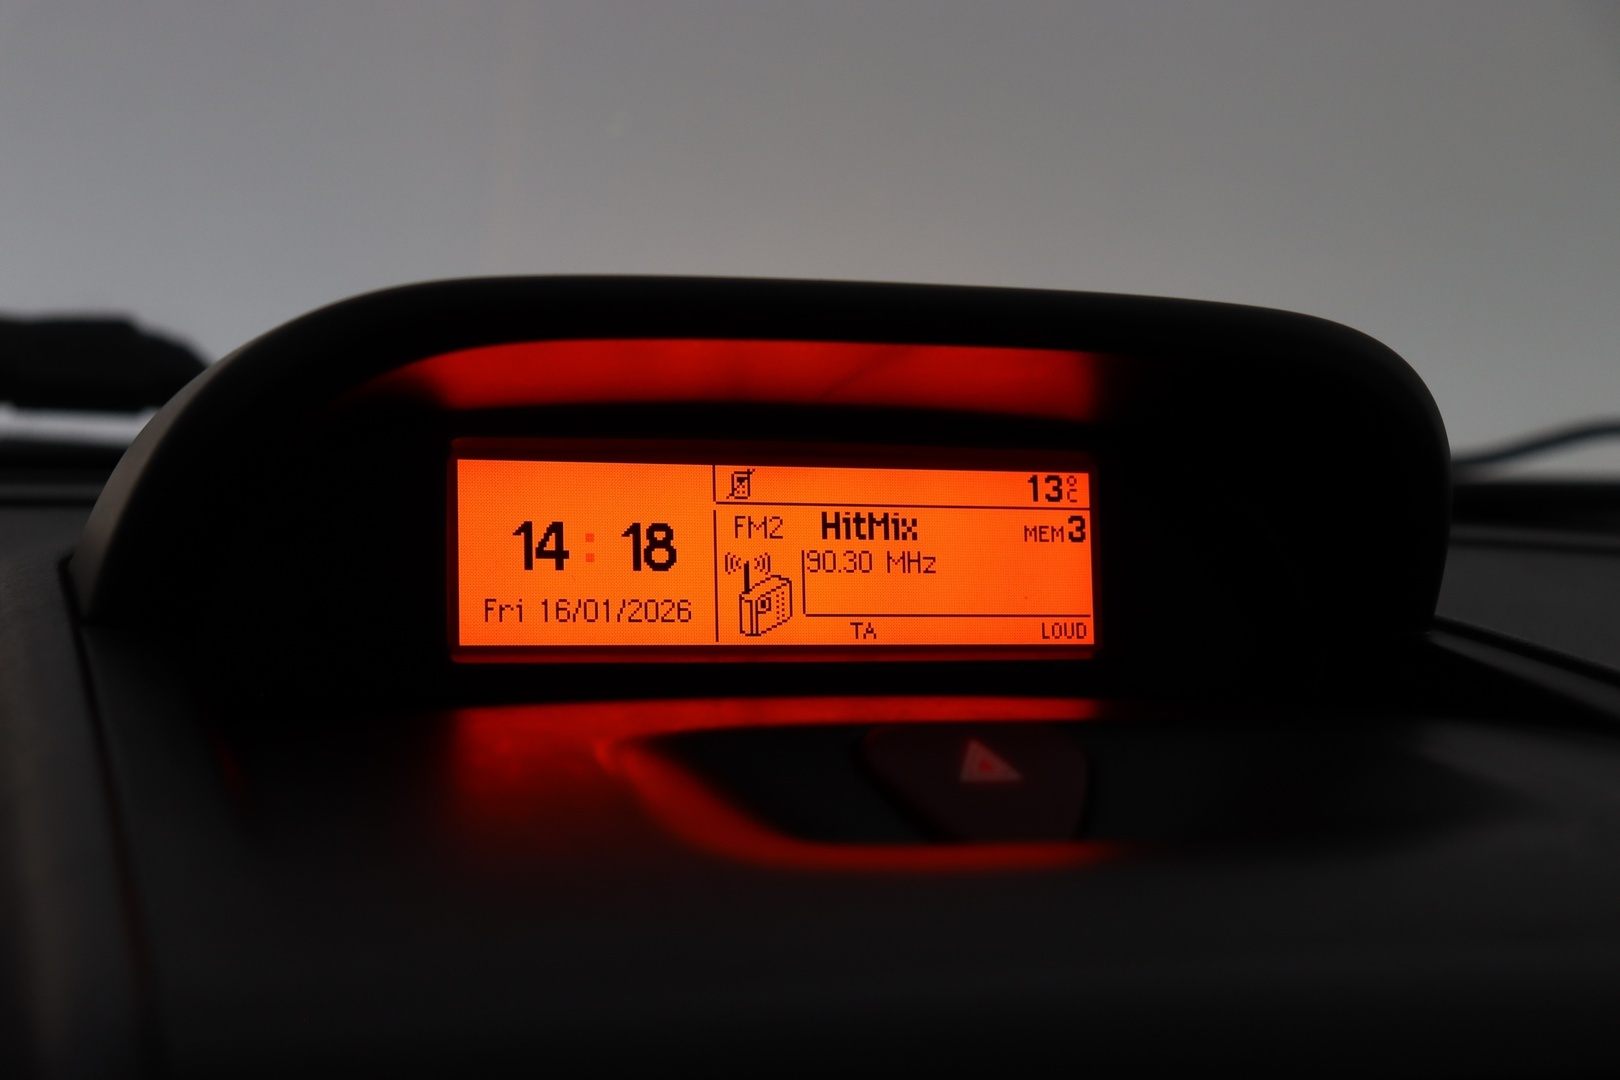 14:18
Fri 16/01/2026
13°C
FM2 HitMix MEM3
90.30 MHz
TA LOUD